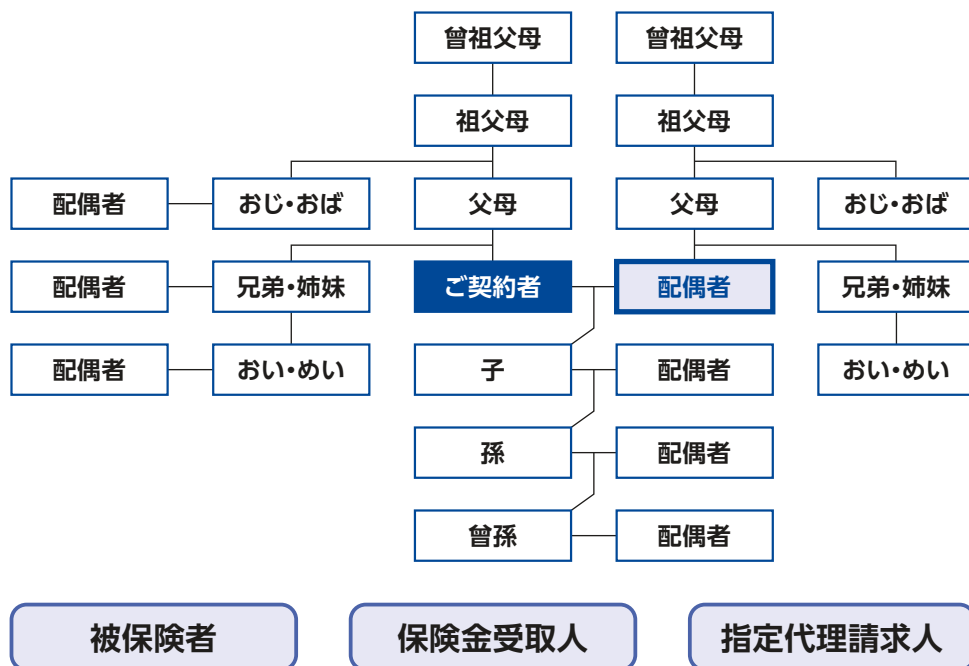 曾祖父母
曾祖父母
祖父母
祖父母
配偶者
おじ・おば
父母
父母
おじ・おば
配偶者
兄弟・姉妹
ご契約者
配偶者
兄弟・姉妹
配偶者
おい・めい
子
配偶者
おい・めい
孫
配偶者
曾孫
配偶者
被保険者
保険金受取人
指定代理請求人